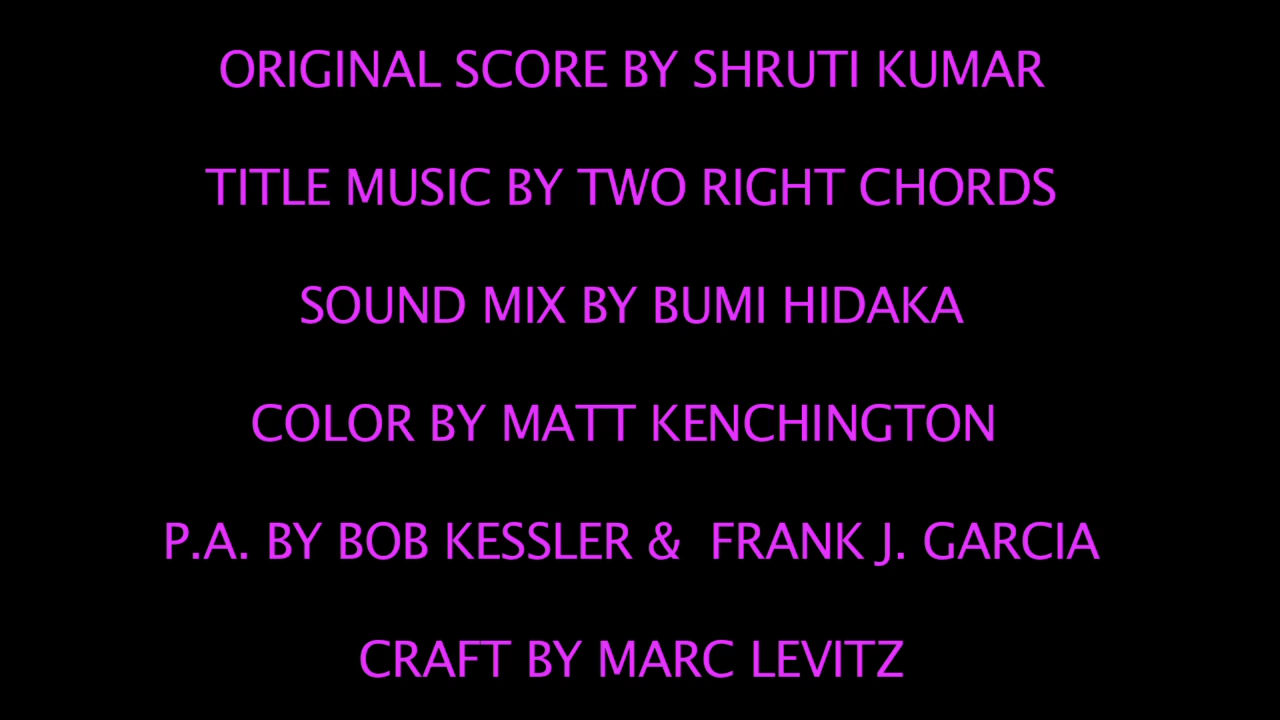 ORIGINAL SCORE BY SHRUTI KUMAR
TITLE MUSIC BY TWO RIGHT CHORDS
SOUND MIX BY BUMI HIDAKA
COLOR BY MATT KENCHINGTON
P.A. BY BOB KESSLER &  FRANK J. GARCIA
CRAFT BY MARC LEVITZ